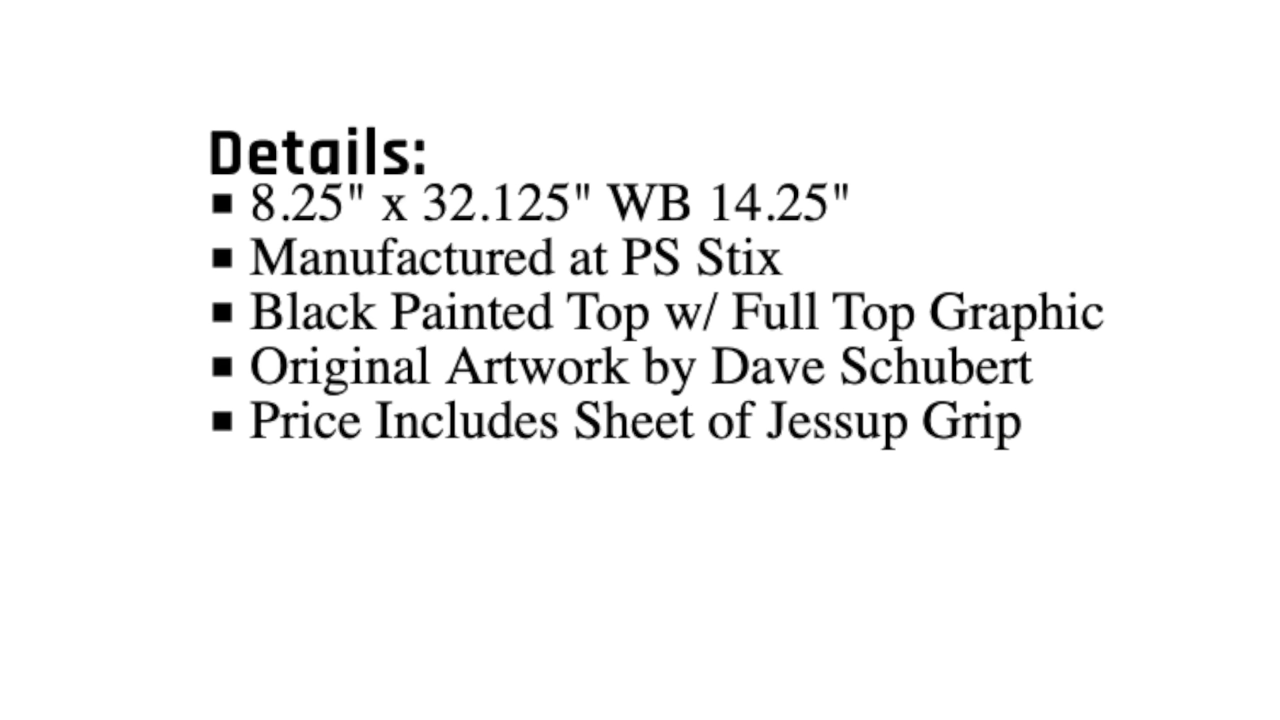 Details:
▪ 8.25" x 32.125" WB 14.25"
▪ Manufactured at PS Stix
▪ Black Painted Top w/ Full Top Graphic
▪ Original Artwork by Dave Schubert
▪ Price Includes Sheet of Jessup Grip